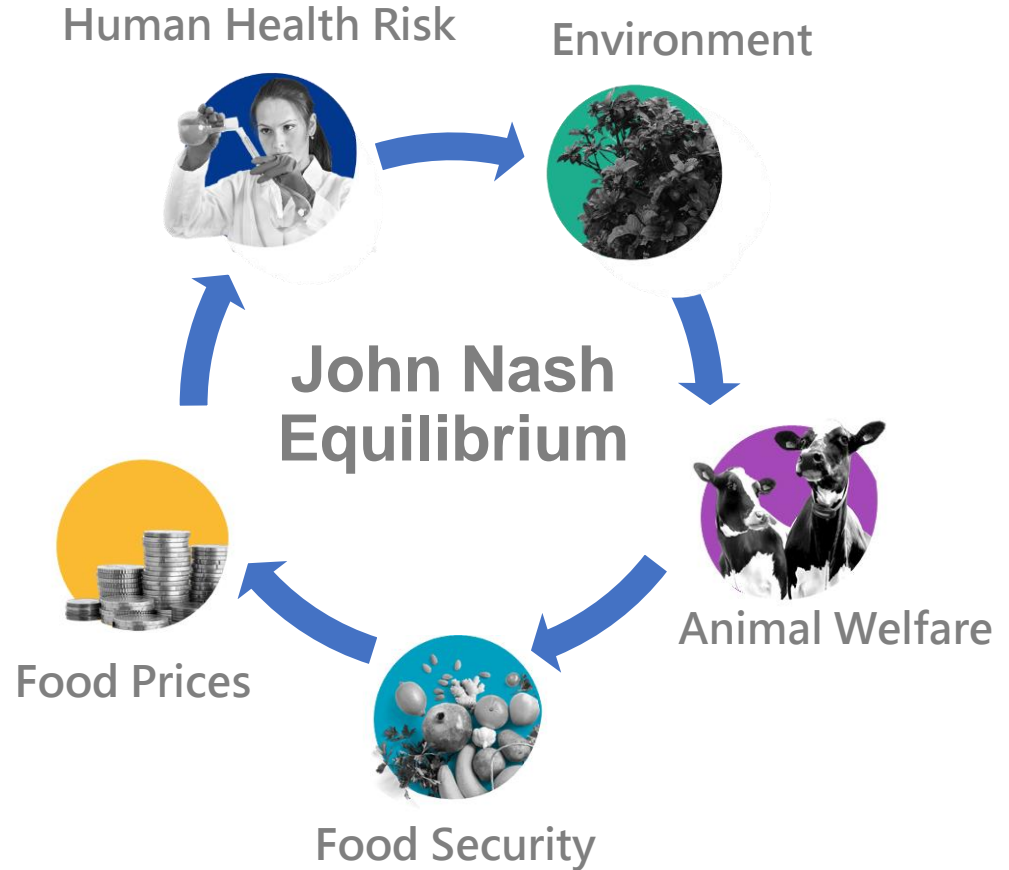 Human Health Risk
Environment
John Nash
Equilibrium
Animal Welfare
Food Prices
Food Security